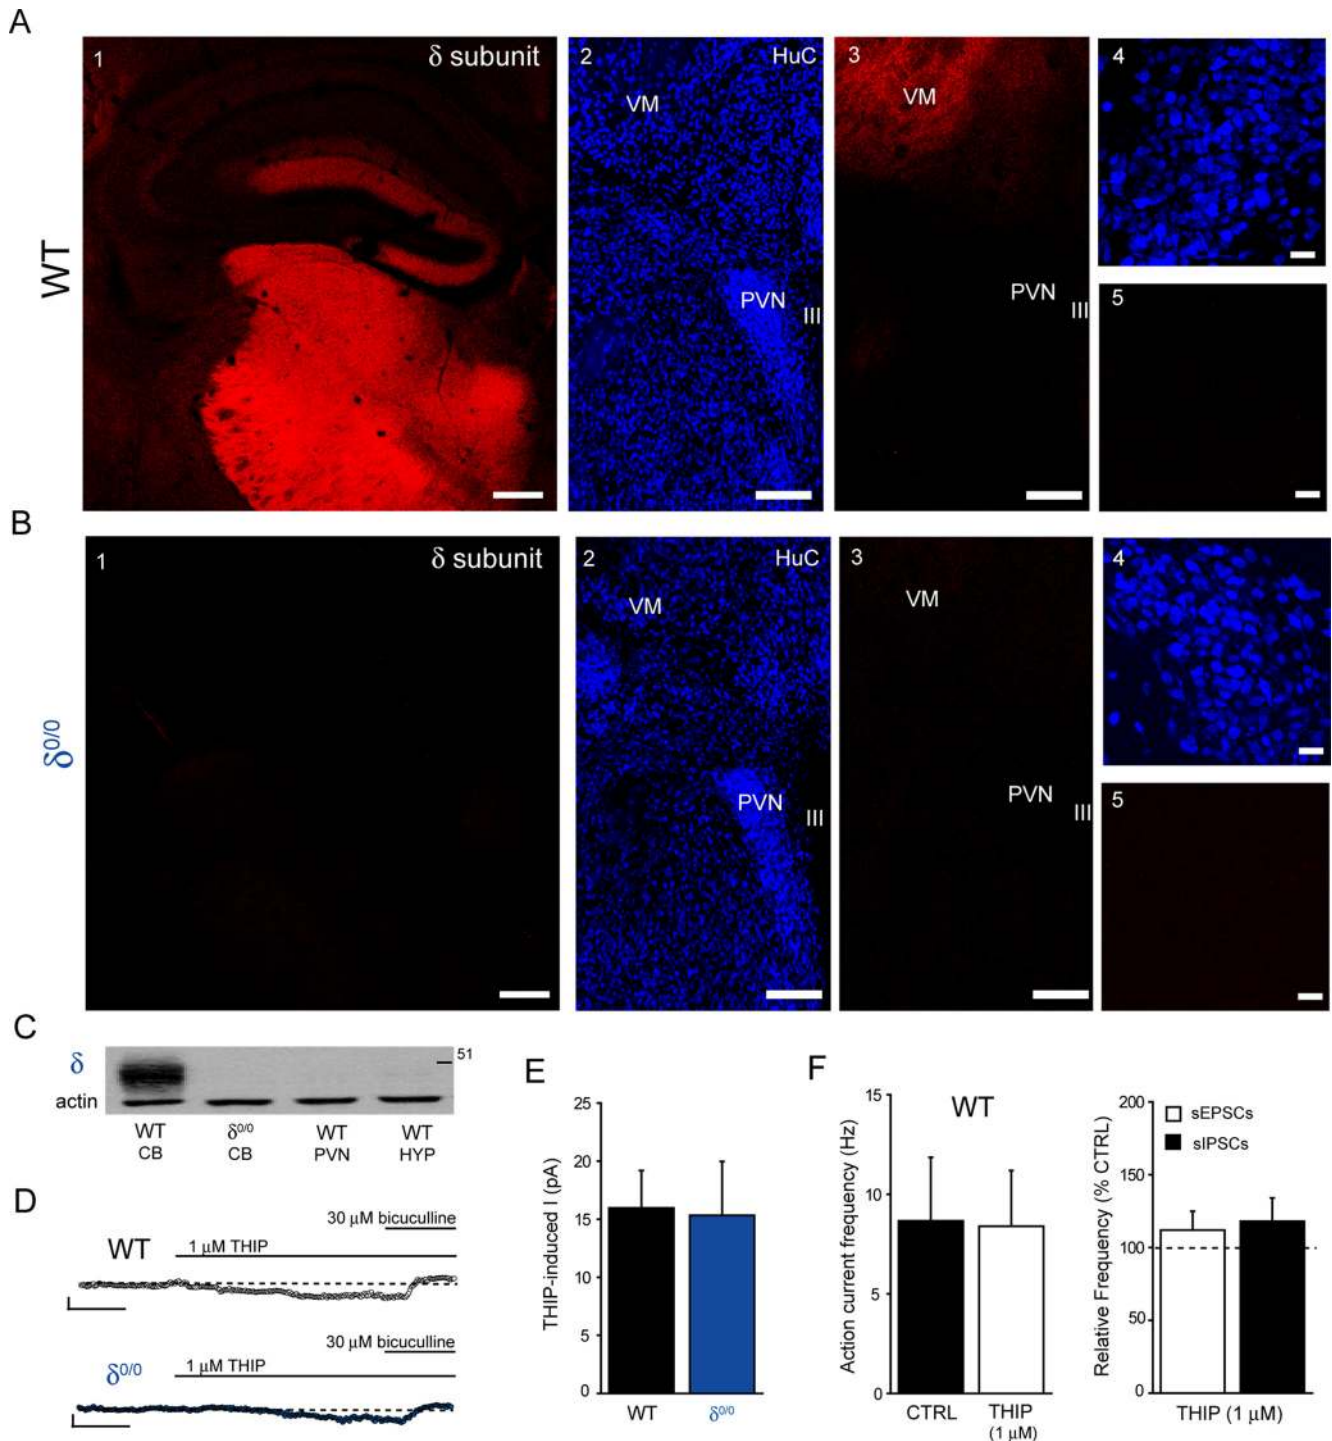 A
WT
1
δ subunit
2
HuC
VM
PVN
III
3
VM
PVN
III
4
5
B
δ0/0
1
δ subunit
2
HuC
VM
PVN
III
3
VM
PVN
III
4
5
C
δ
51
actin
WT δ0/0 WT WT
CB CB PVN HYP
D
30 µM bicuculline
WT
1 µM THIP
30 µM bicuculline
δ0/0
1 µM THIP
E
THIP-induced I (pA)
25
20
15
10
5
0
WT
δ0/0
F
WT
Action current frequency (Hz)
15
10
5
0
CTRL
THIP
(1 µM)
Relative Frequency (% CTRL)
200
150
100
50
0
sEPSCs
sIPSCs
THIP (1 µM)